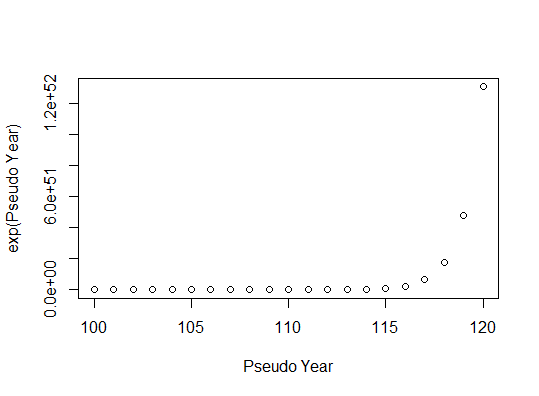 exp(Pseudo Year)
1.2e+52
6.0e+51
0.0e+00
100 105 110 115 120
Pseudo Year